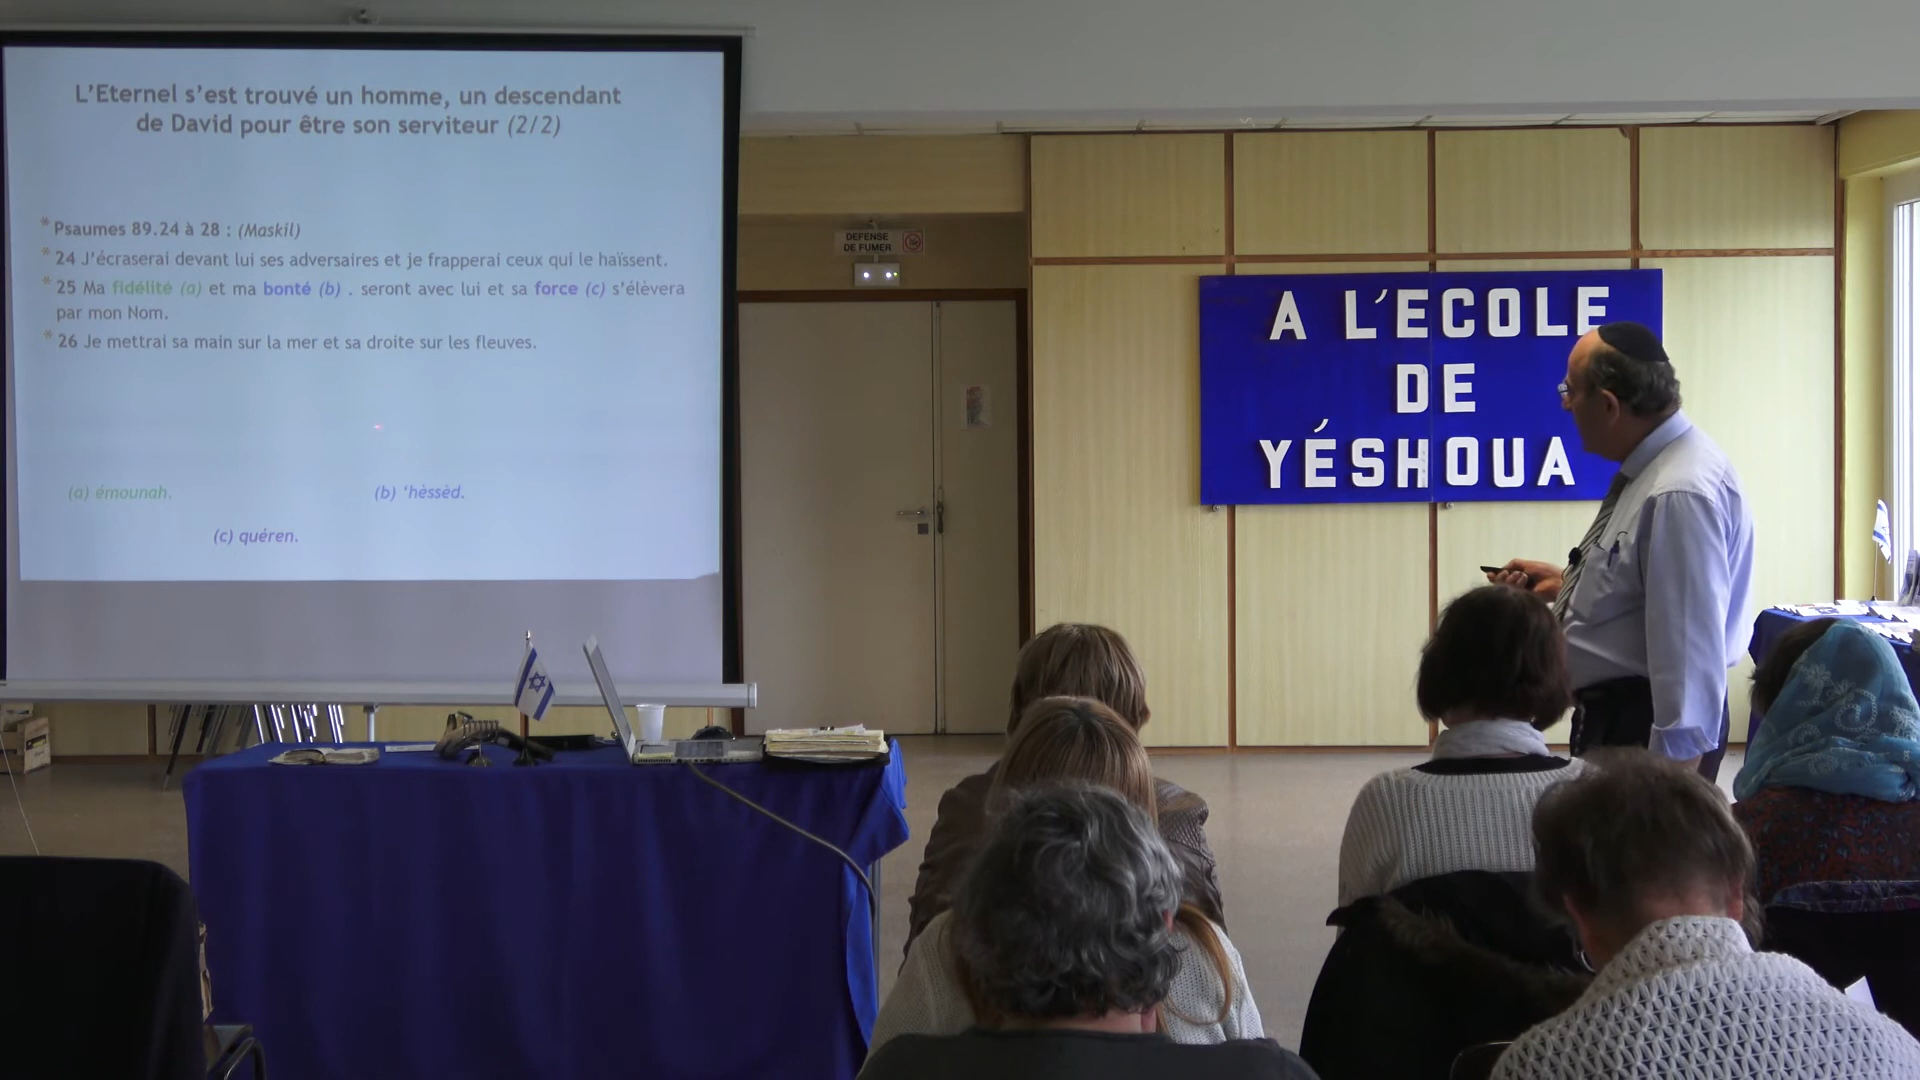 L'Eternel s'est trouvé un homme, un descendant
de David pour être son serviteur (2/2)
* Psaumes 89.24 à 28 : (Maskil)
* 24 J'écraserai devant lui ses adversaires et je frapperai ceux qui le haïssent.
* 25 Ma fidélité (a) et ma bonté (b) . seront avec lui et sa force (c) s'élèvera
par mon Nom.
* 26 Je mettrai sa main sur la mer et sa droite sur les fleuves.
(a) émounah. (b) ‘hèssèd.
(c) quéren.
DEFENSE
DE FUMER
A L'ECOLE
DE
YÉSHOUA